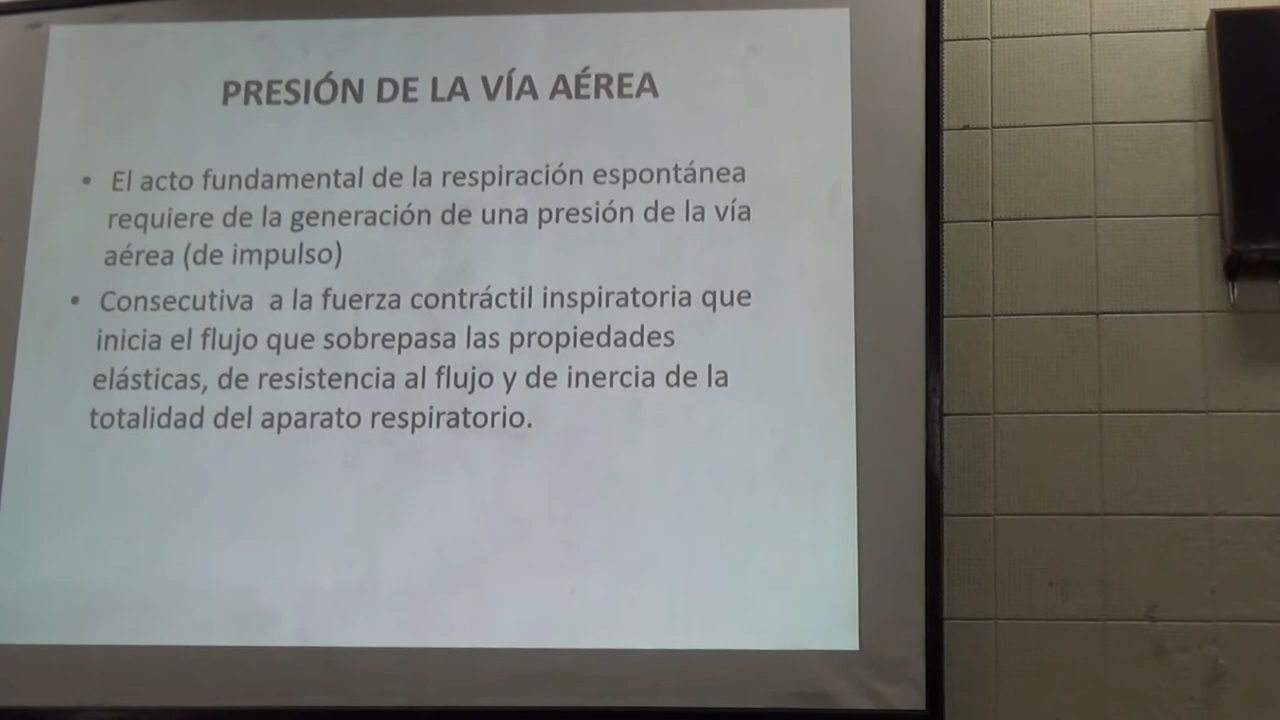 PRESIÓN DE LA VÍA AÉREA
• El acto fundamental de la respiración espontánea
requiere de la generación de una presión de la vía
aérea (de impulso)
• Consecutiva a la fuerza contráctil inspiratoria que
inicia el flujo que sobrepasa las propiedades
elásticas, de resistencia al flujo y de inercia de la
totalidad del aparato respiratorio.